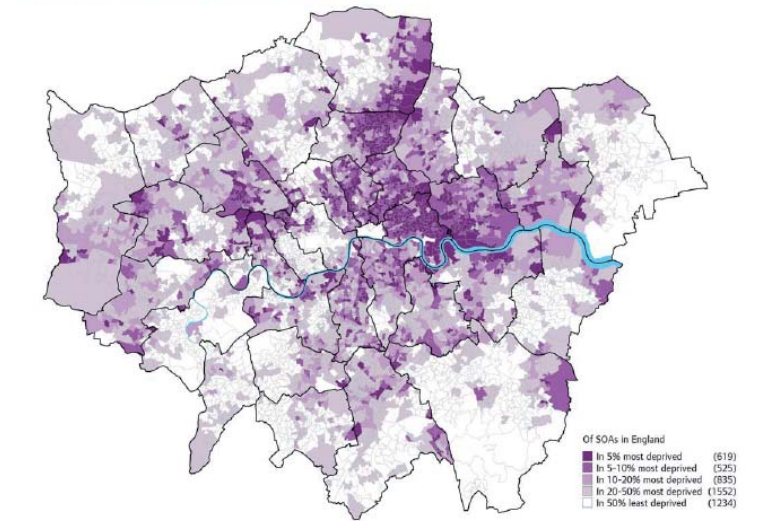 Of SOAs in England
In 5% most deprived (619)
In 5-10% most deprived (525)
In 10-20% most deprived (835)
In 20-50% most deprived (1552)
In 50% least deprived (1234)